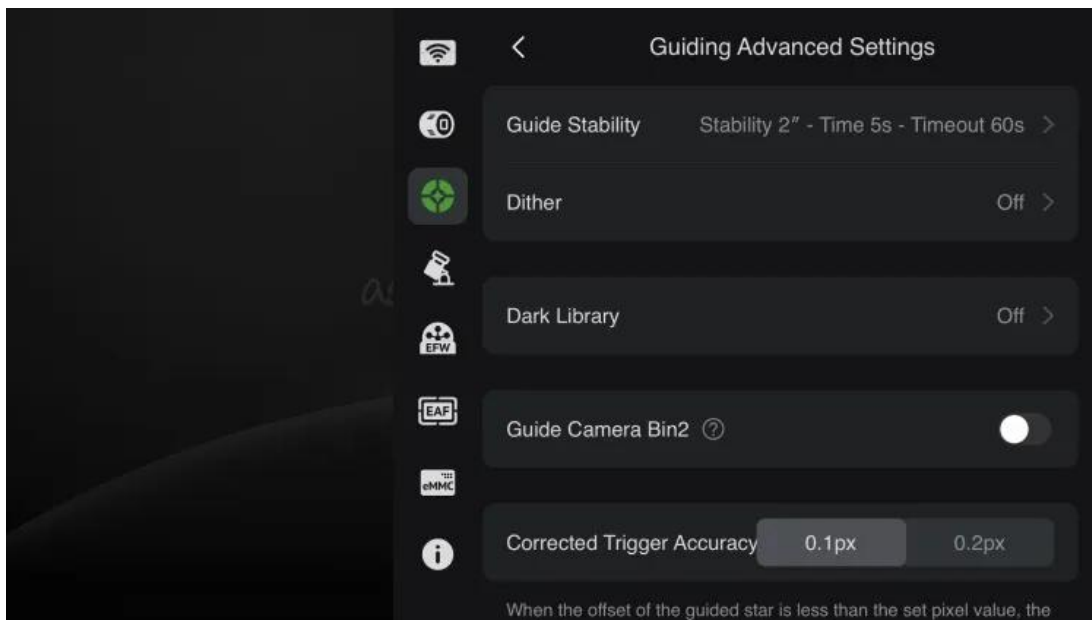 Guiding Advanced Settings
Guide Stability Stability 2″ - Time 5s - Timeout 60s
Dither Off
Dark Library Off
EFW
EAF
Guide Camera Bin2 ?
eMMC
Corrected Trigger Accuracy 0.1px 0.2px
When the offset of the guided star is less than the set pixel value, the